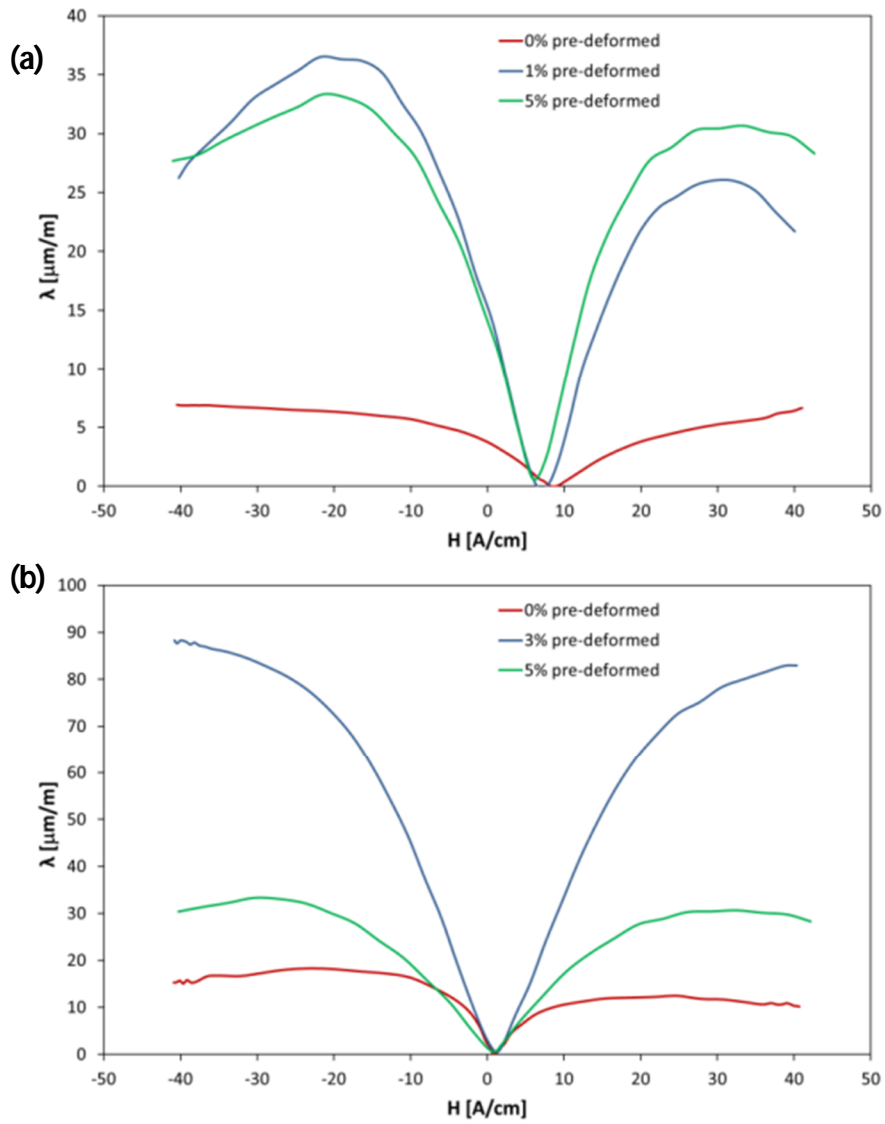 (a)
40
35
30
25
20
15
10
5
0
λ [μm/m]
0% pre-deformed
1% pre-deformed
5% pre-deformed
-50 -40 -30 -20 -10 0 10 20 30 40 50
H [A/cm]
(b)
100
90
80
70
60
50
40
30
20
10
0
λ [μm/m]
0% pre-deformed
3% pre-deformed
5% pre-deformed
-50 -40 -30 -20 -10 0 10 20 30 40 50
H [A/cm]